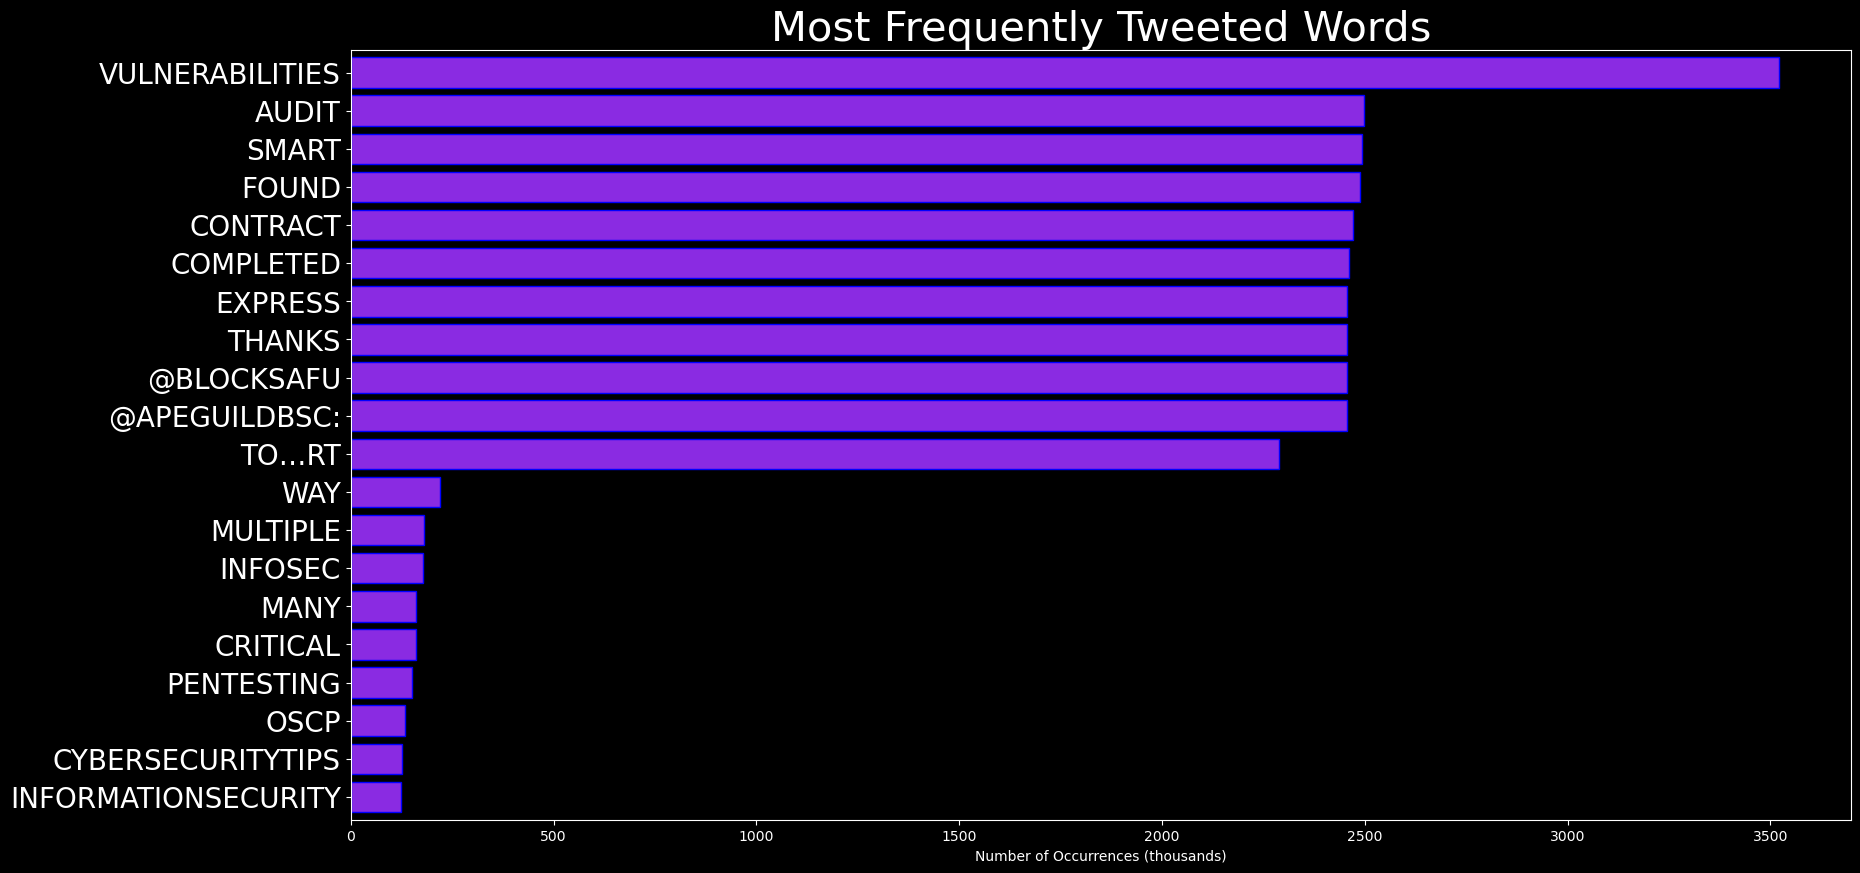 Most Frequently Tweeted Words
VULNERABILITIES
AUDIT
SMART
FOUND
CONTRACT
COMPLETED
EXPRESS
THANKS
@BLOCKSAFU
@APEGUILDBSC:
TO…RT
WAY
MULTIPLE
INFOSEC
MANY
CRITICAL
PENTESTING
OSCP
CYBERSECURITYTIPS
INFORMATIONSECURITY
0 500 1000 1500 2000 2500 3000 3500
Number of Occurrences (thousands)